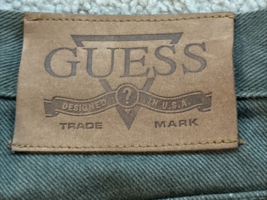 GUESS
DESIGNED ? IN U.S.A.
TRADE MARK